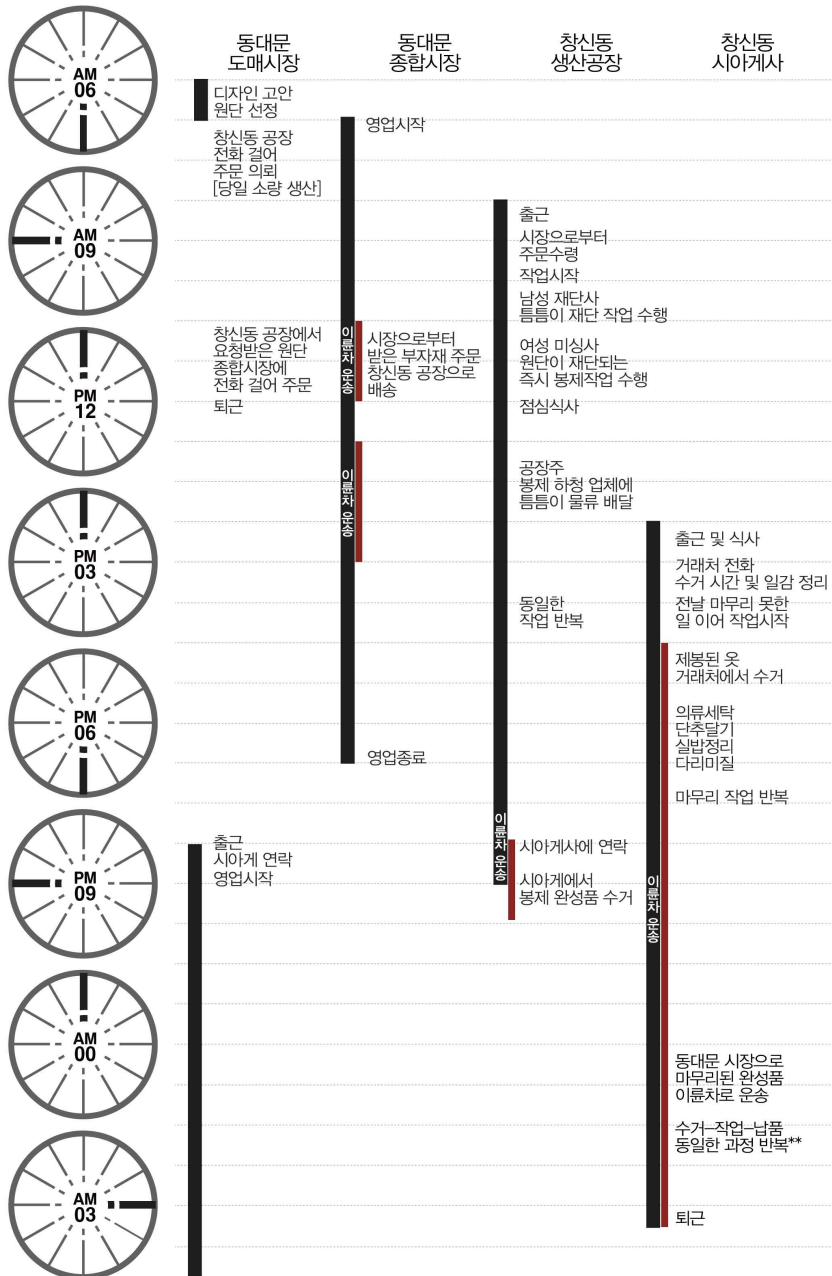 동대문
도매시장
동대문
종합시장
창신동
생산공장
창신동
시아게사
AM
06
디자인 고안
원단 선정
창신동 공장
전화 걸어
주문 의뢰
[당일 소량 생산]
영업시작
AM
09
출근
시장으로부터
주문수령
작업시작
남성 재단사
틈틈이 재단 작업 수행
PM
12
창신동 공장에서
요청받은 원단
종합시장에
전화 걸어 주문
퇴근
이륜차 운송
시장으로부터
받은 부자재 주문
창신동 공장으로
배송
여성 미싱사
원단이 재단되는
즉시 봉제작업 수행
점심식사
PM
03
이륜차 운송
공장주
봉제 하청 업체에
틈틈이 물류 배달
동일한
작업 반복
출근 및 식사
거래처 전화
수거 시간 및 일감 정리
전날 마무리 못한
일 이어 작업시작
PM
06
영업종료
제봉된 옷
거래처에서 수거
의류세탁
단추달기
실밥정리
다리미질
마무리 작업 반복
PM
09
출근
시아게 연락
영업시작
이륜차 운송
시아게사에 연락
시아게에서
봉제 완성품 수거
이륜차 운송
AM
00
동대문 시장으로
마무리된 완성품
이륜차로 운송
수거–작업–납품
동일한 과정 반복**
AM
03
퇴근